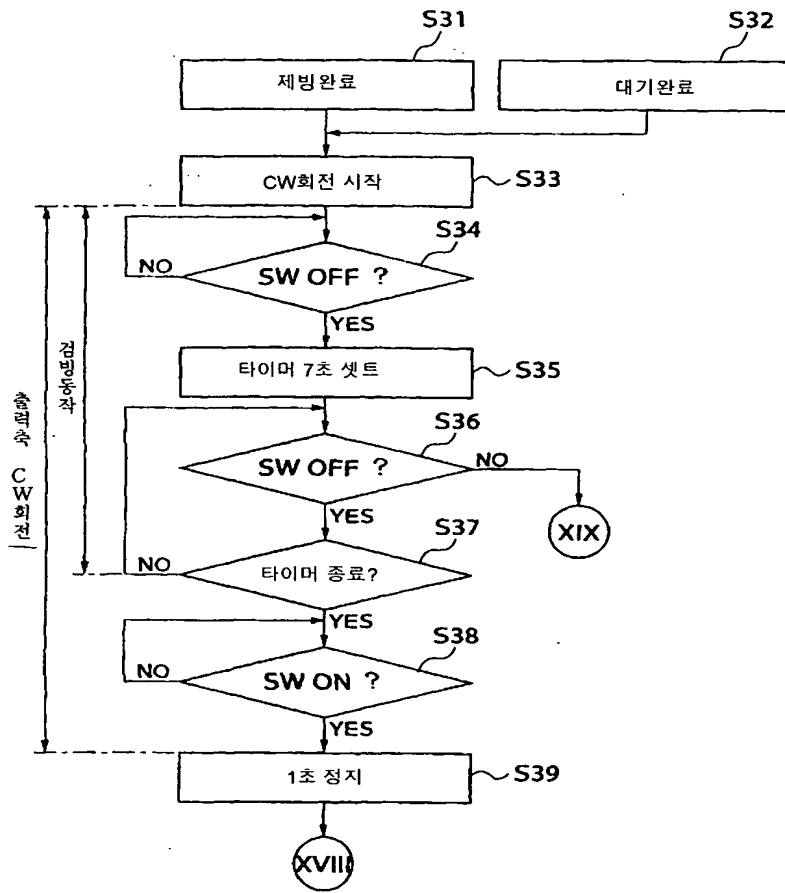 S31
S32
제빙완료
대기완료
CW회전 시작
S33
S34
NO
SW OFF ?
YES
타이머 7초 셋트
S35
S36
SW OFF ?
NO
YES
XIX
S37
NO
타이머 종료?
YES
S38
NO
SW ON ?
YES
1초 정지
S39
XVIII
검빙동작
출력축 CW회전